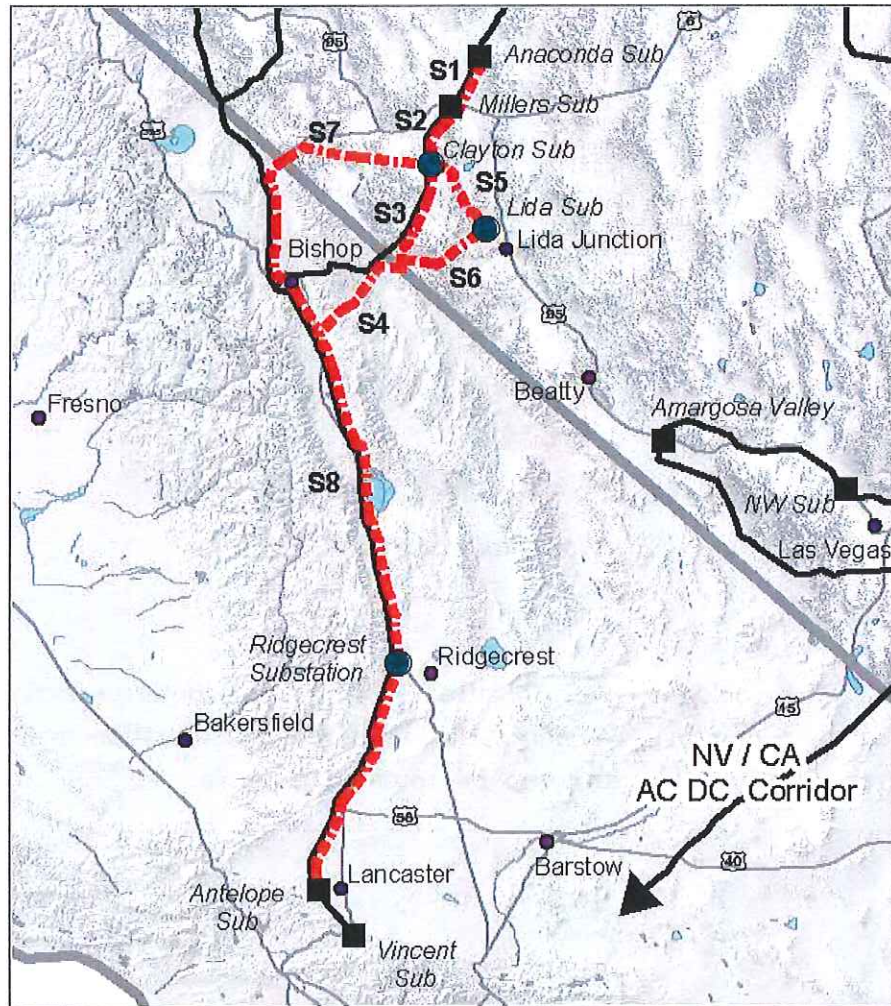 95
6
S1
Anaconda Sub
Millers Sub
S2
S7
Clayton Sub
S5
S3
Lida Sub
Lida Junction
Bishop
S6
S4
95
Beatty
Fresno
Amargosa Valley
S8
NW Sub
Las Vegas
Ridgecrest
Substation
Ridgecrest
15
Bakersfield
NV / CA
AC DC Corridor
58
Barstow
40
Lancaster
Antelope
Sub
Vincent
Sub